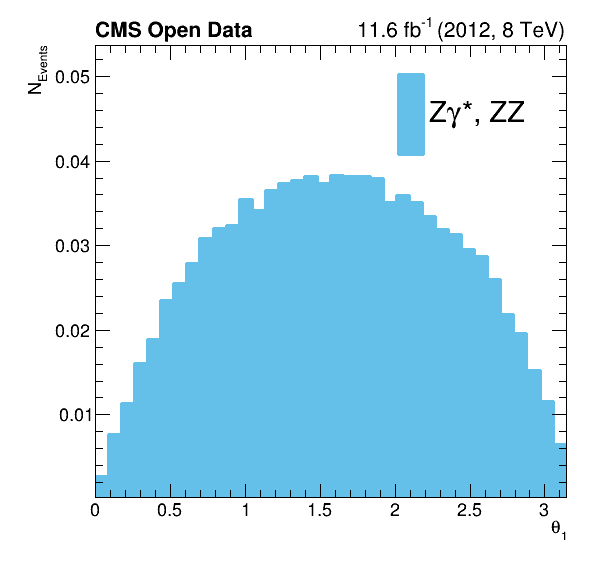 CMS Open Data 11.6 fb⁻¹ (2012, 8 TeV)
N_Events
0.05
Zγ*, ZZ
0.04
0.03
0.02
0.01
0 0.5 1 1.5 2 2.5 3
θ₁